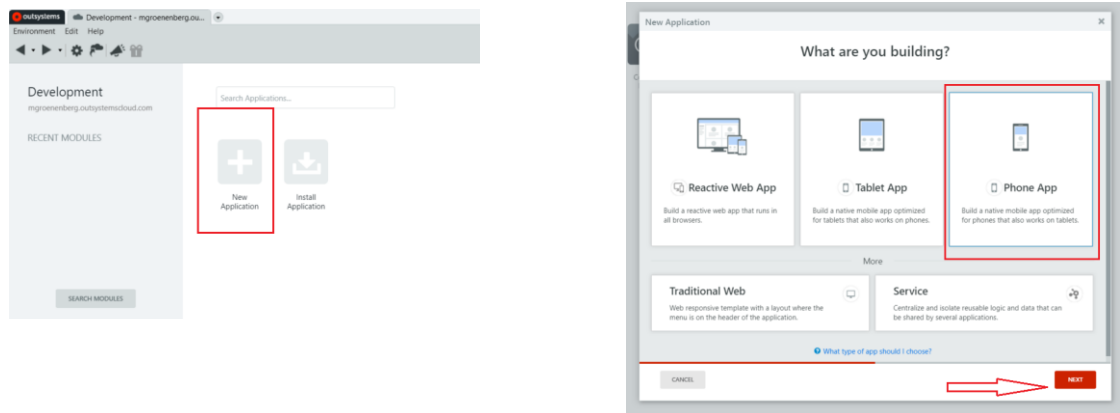 outsystems
Development - mgroenenberg.ou...
Environment Edit Help
Development
mgroenenberg.outsystemscloud.com
RECENT MODULES
Search Applications...
New
Application
Install
Application
SEARCH MODULES
New Application
What are you building?
Reactive Web App
Build a reactive web app that runs in
all browsers.
Tablet App
Build a native mobile app optimized
for tablets that also works on phones.
Phone App
Build a native mobile app optimized
for phones that also works on tablets.
More
Traditional Web
Web responsive template with a layout where the
menu is on the header of the application.
Service
Centralize and isolate reusable logic and data that can
be shared by several applications.
What type of app should I choose?
CANCEL
NEXT